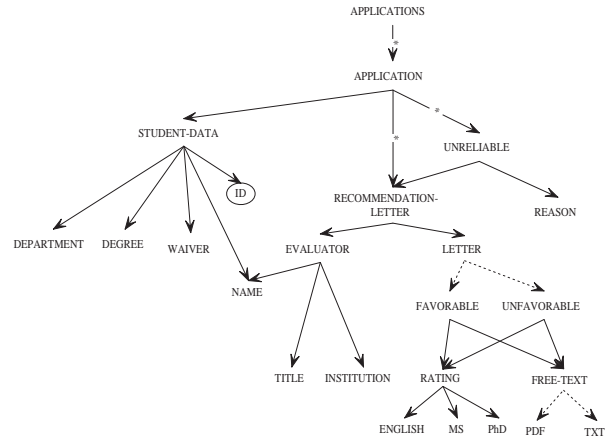 APPLICATIONS
*
APPLICATION
*
STUDENT-DATA
*
UNRELIABLE
ID
RECOMMENDATION-
LETTER
REASON
DEPARTMENT DEGREE WAIVER EVALUATOR LETTER
NAME
FAVORABLE UNFAVORABLE
TITLE INSTITUTION RATING FREE-TEXT
ENGLISH MS PhD PDF TXT